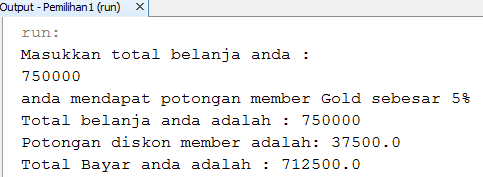 Output - Pemilihan1 (run)
run:
Masukkan total belanja anda :
750000
anda mendapat potongan member Gold sebesar 5%
Total belanja anda adalah : 750000
Potongan diskon member adalah: 37500.0
Total Bayar anda adalah : 712500.0